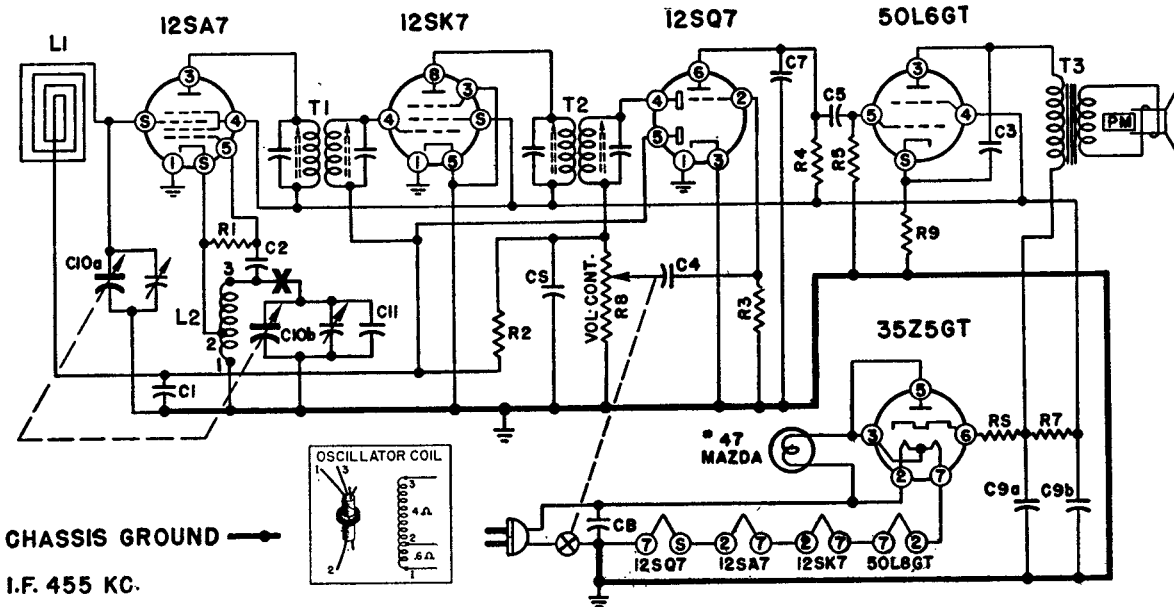 12SA7
12SK7
12SQ7
50L6GT
L1
T1
T2
C7
C5
T3
PM
3
8
3
6
3
S
4
5
1
S
4
S
5
4
5
2
1
3
5
4
S
C3
R4
R5
R9
R1
C2
C10a
3
X
L2
2
1
C10b
C11
R2
CS
VOL-CONT.
R8
C4
R3
C1
35Z5GT
5
3
6
2
7
RS
R7
#47
MAZDA
C9a
C9b
OSCILLATOR COIL
1
3
2
3
4Ω
2
.6Ω
1
CB
7 S
12SQ7
2 7
12SA7
2 7
12SK7
7 2
50L8GT
CHASSIS GROUND
I.F. 455 KC.